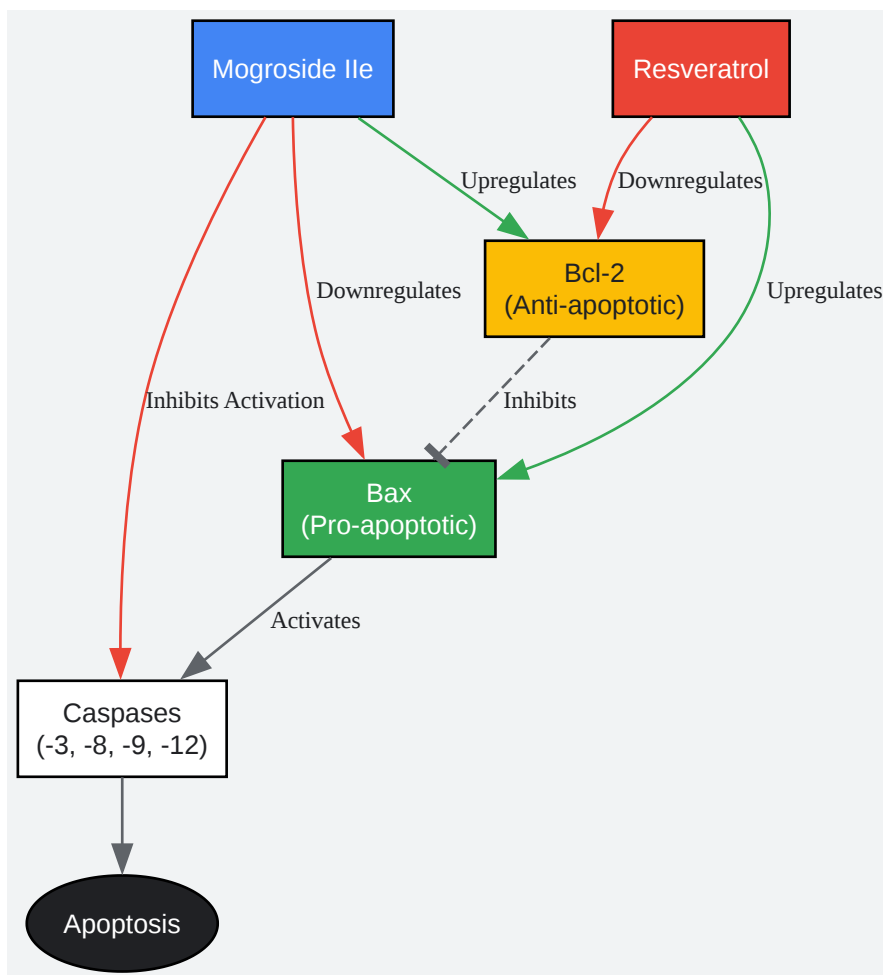 Mogroside IIe
Resveratrol
Upregulates
Downregulates
Bcl-2
(Anti-apoptotic)
Downregulates
Upregulates
Inhibits Activation
Inhibits
Bax
(Pro-apoptotic)
Activates
Caspases
(-3, -8, -9, -12)
Apoptosis